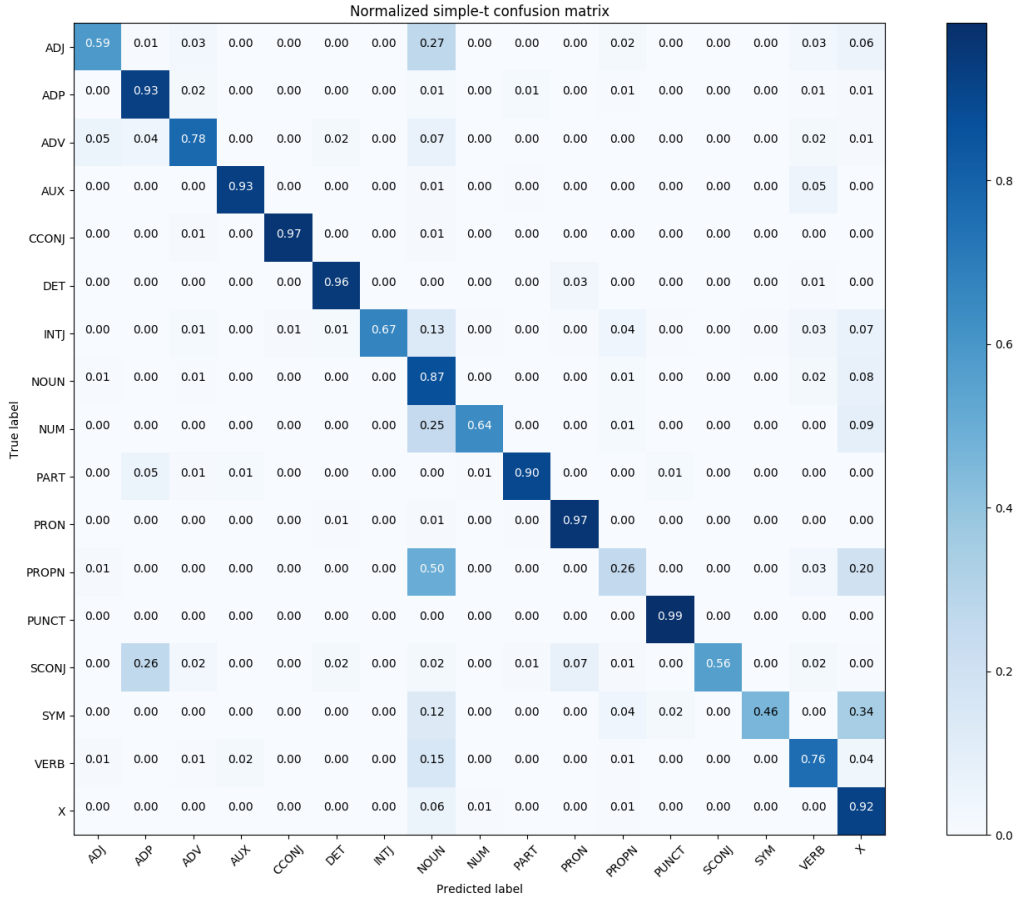 Normalized simple-t confusion matrix
ADJ 0.59 0.01 0.03 0.00 0.00 0.00 0.00 0.27 0.00 0.00 0.00 0.02 0.00 0.00 0.00 0.03 0.06
ADP 0.00 0.93 0.02 0.00 0.00 0.00 0.00 0.01 0.00 0.01 0.00 0.01 0.00 0.00 0.00 0.01 0.01
ADV 0.05 0.04 0.78 0.00 0.00 0.02 0.00 0.07 0.00 0.00 0.00 0.00 0.00 0.00 0.00 0.02 0.01
0.8
AUX 0.00 0.00 0.00 0.93 0.00 0.00 0.00 0.01 0.00 0.00 0.00 0.00 0.00 0.00 0.00 0.05 0.00
CCONJ 0.00 0.00 0.01 0.00 0.97 0.00 0.00 0.01 0.00 0.00 0.00 0.00 0.00 0.00 0.00 0.00 0.00
DET 0.00 0.00 0.00 0.00 0.00 0.96 0.00 0.00 0.00 0.00 0.03 0.00 0.00 0.00 0.00 0.01 0.00
INTJ 0.00 0.00 0.01 0.00 0.01 0.01 0.67 0.13 0.00 0.00 0.00 0.04 0.00 0.00 0.00 0.03 0.07
0.6
NOUN 0.01 0.00 0.01 0.00 0.00 0.00 0.00 0.87 0.00 0.00 0.00 0.01 0.00 0.00 0.00 0.02 0.08
True label
NUM 0.00 0.00 0.00 0.00 0.00 0.00 0.00 0.25 0.64 0.00 0.00 0.01 0.00 0.00 0.00 0.00 0.09
PART 0.00 0.05 0.01 0.01 0.00 0.00 0.00 0.00 0.01 0.90 0.00 0.00 0.01 0.00 0.00 0.00 0.00
0.4
PRON 0.00 0.00 0.00 0.00 0.00 0.01 0.00 0.01 0.00 0.00 0.97 0.00 0.00 0.00 0.00 0.00 0.00
PROPN 0.01 0.00 0.00 0.00 0.00 0.00 0.00 0.50 0.00 0.00 0.00 0.26 0.00 0.00 0.00 0.03 0.20
PUNCT 0.00 0.00 0.00 0.00 0.00 0.00 0.00 0.00 0.00 0.00 0.00 0.00 0.99 0.00 0.00 0.00 0.00
SCONJ 0.00 0.26 0.02 0.00 0.00 0.02 0.00 0.02 0.00 0.01 0.07 0.01 0.00 0.56 0.00 0.02 0.00
0.2
SYM 0.00 0.00 0.00 0.00 0.00 0.00 0.00 0.12 0.00 0.00 0.00 0.04 0.02 0.00 0.46 0.00 0.34
VERB 0.01 0.00 0.01 0.02 0.00 0.00 0.00 0.15 0.00 0.00 0.00 0.01 0.00 0.00 0.00 0.76 0.04
X 0.00 0.00 0.00 0.00 0.00 0.00 0.00 0.06 0.01 0.00 0.00 0.01 0.00 0.00 0.00 0.00 0.92
0.0
ADJ ADP ADV AUX CCONJ DET INTJ NOUN NUM PART PRON PROPN PUNCT SCONJ SYM VERB X
Predicted label